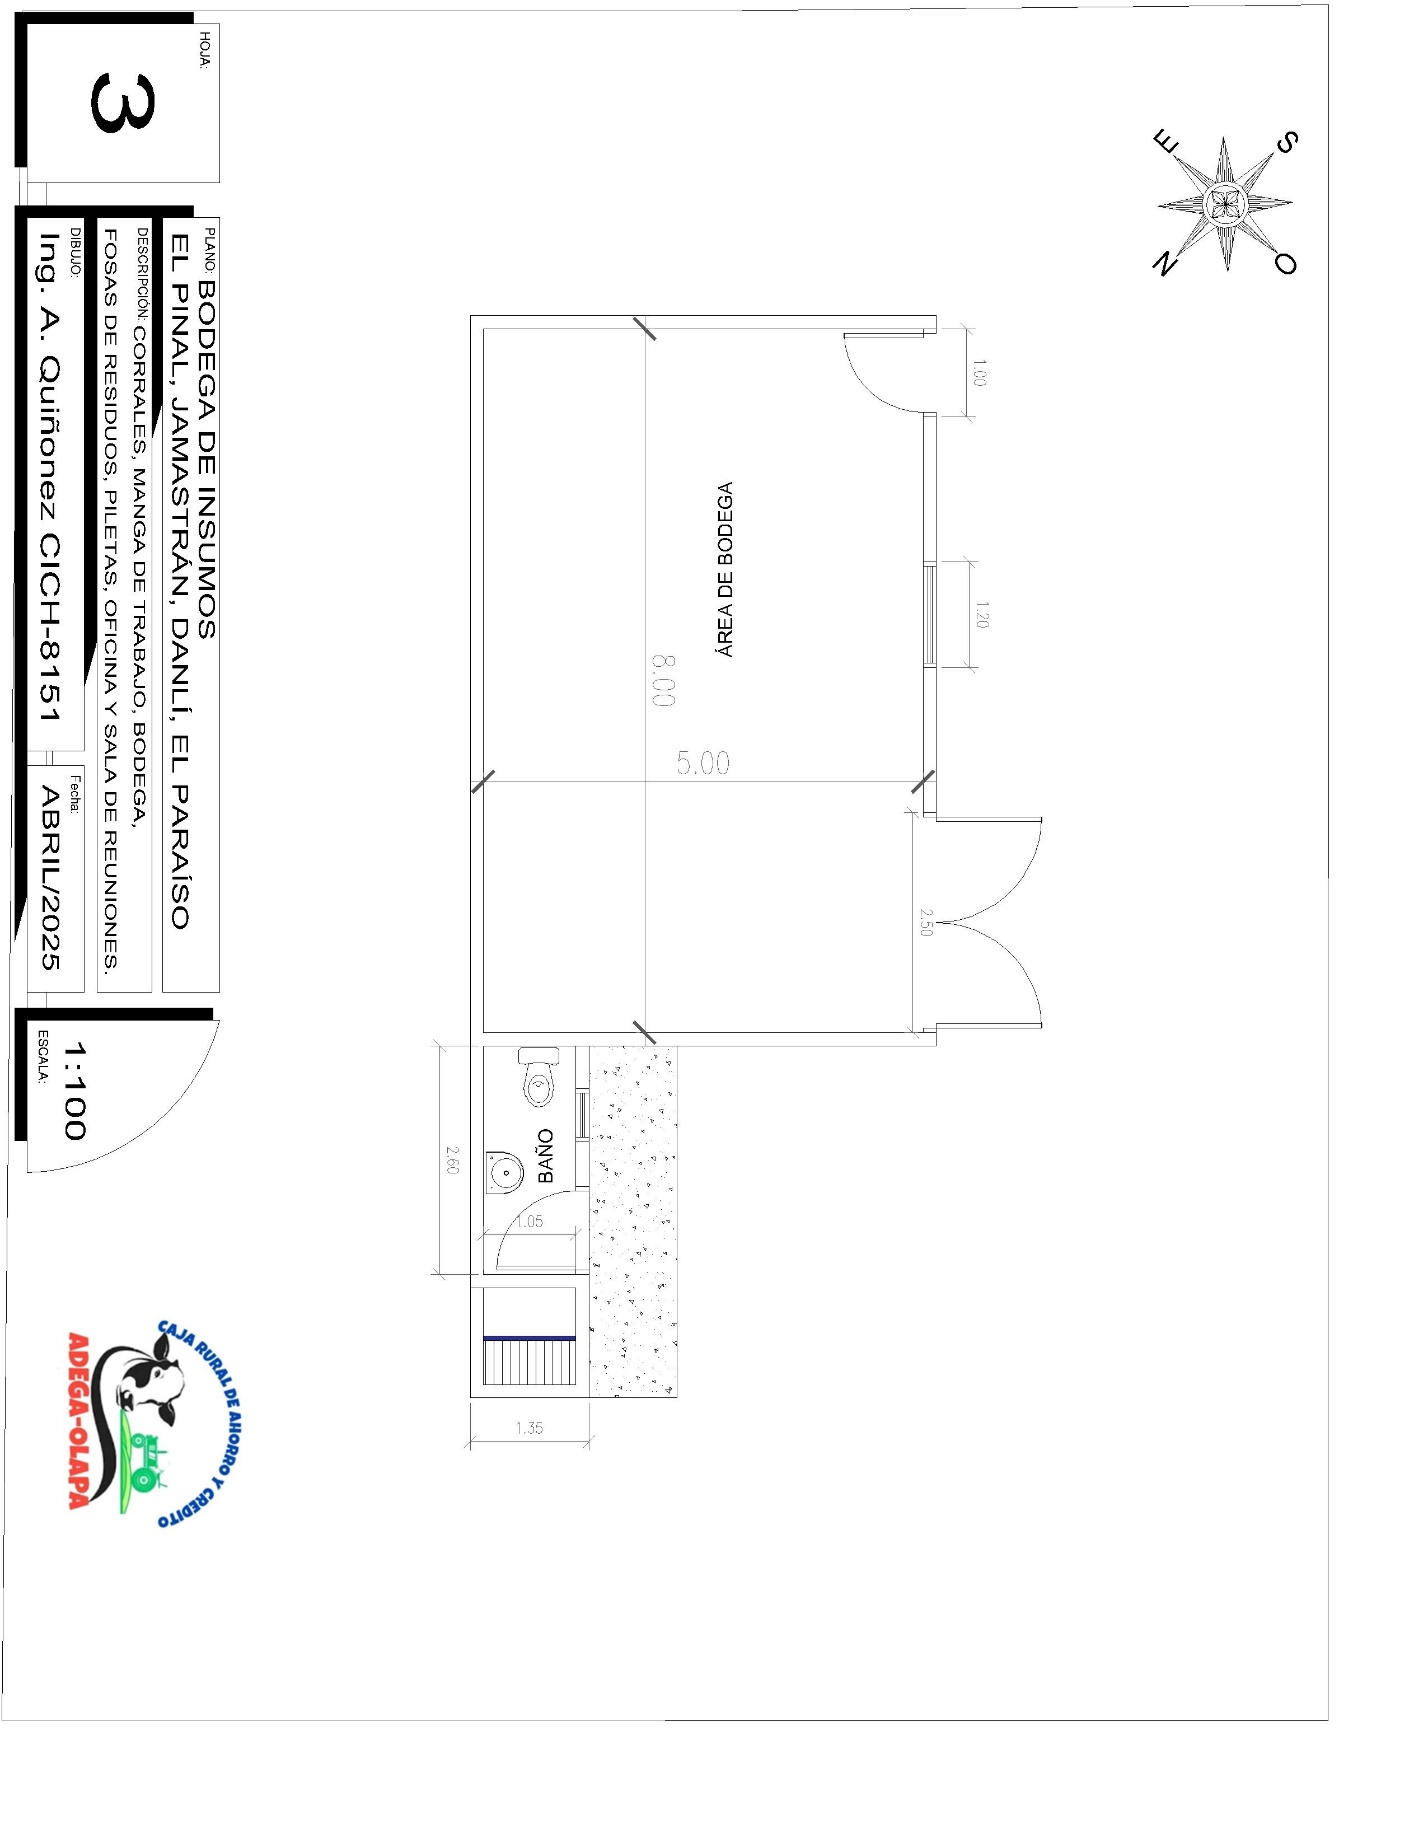 HOJA:
3
PLANO: BODEGA DE INSUMOS
EL PINAL, JAMASTRÁN, DANLÍ, EL PARAÍSO
DESCRIPCIÓN: CORRALES, MANGA DE TRABAJO, BODEGA,
FOSAS DE RESIDUOS, PILETAS, OFICINA Y SALA DE REUNIONES.
DIBUJO:
Ing. A. Quiñonez CICH-8151
Fecha:
ABRIL/2025
1:100
ESCALA:
CAJA RURAL DE AHORRO Y CREDITO
ADEGA-OLAPA
E
S
N
O
1.00
1.20
ÁREA DE BODEGA
8.00
5.00
2.50
BAÑO
2.60
1.05
1.35